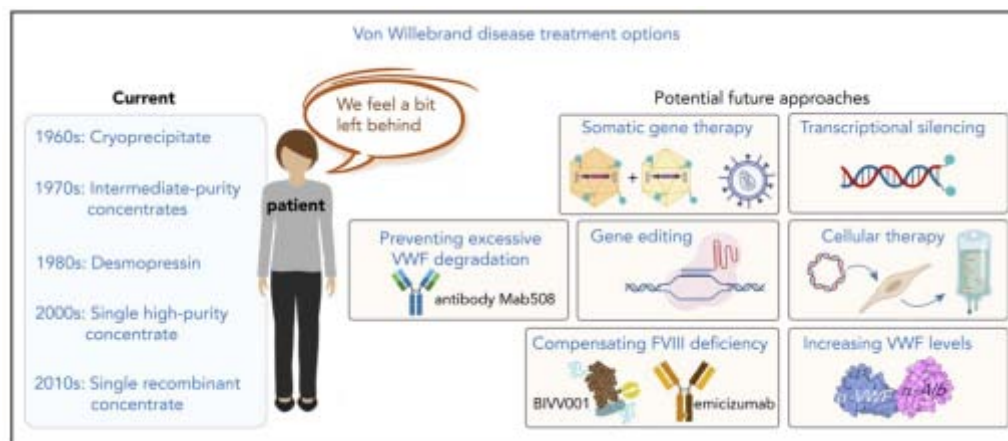 Von Willebrand disease treatment options
Current
1960s: Cryoprecipitate
1970s: Intermediate-purity
concentrates
1980s: Desmopressin
2000s: Single high-purity
concentrate
2010s: Single recombinant
concentrate
We feel a bit
left behind
patient
Potential future approaches
Somatic gene therapy
+
Transcriptional silencing
Preventing excessive
VWF degradation
antibody Mab508
Gene editing
Cellular therapy
Compensating FVIII deficiency
BIVV001
emicizumab
Increasing VWF levels